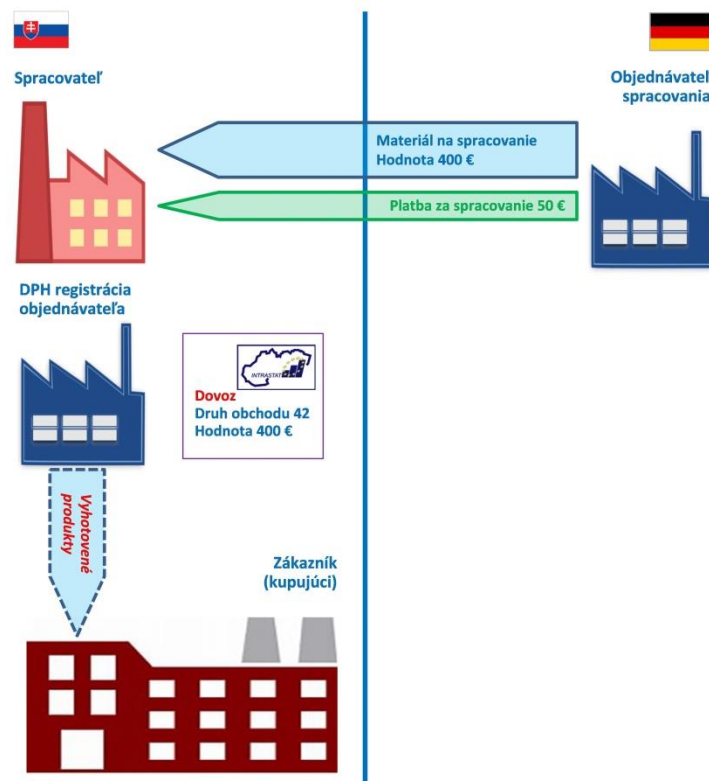 Spracovateľ
Objednávateľ
spracovania
Materiál na spracovanie
Hodnota 400 €
Platba za spracovanie 50 €
DPH registrácia
objednávateľa
INTRASTAT
Dovoz
Druh obchodu 42
Hodnota 400 €
Vyhotovené
produkty
Zákazník
(kupujúci)